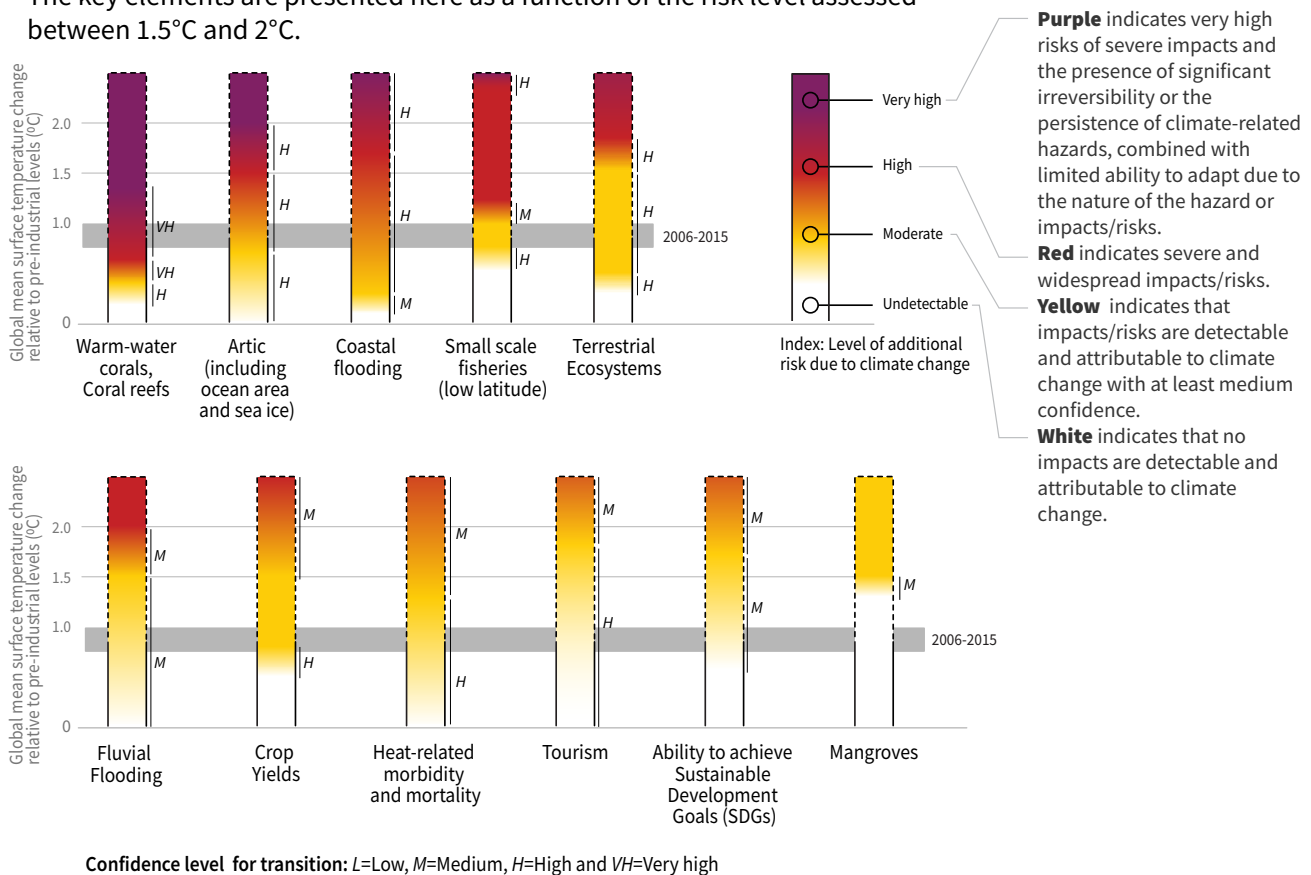 The key elements are presented here as a function of the risk level assessed
between 1.5°C and 2°C.
Global mean surface temperature change
relative to pre-industrial levels (⁰C)
2.0
1.5
1.0
0
H
H
H
H
VH
H
H
M
2006-2015
VH
H
H
H
H
M
Warm-water
corals,
Coral reefs
Artic
(including
ocean area
and sea ice)
Coastal
flooding
Small scale
fisheries
(low latitude)
Terrestrial
Ecosystems
Very high
High
Moderate
Undetectable
Index: Level of additional
risk due to climate change
Purple indicates very high
risks of severe impacts and
the presence of significant
irreversibility or the
persistence of climate-related
hazards, combined with
limited ability to adapt due to
the nature of the hazard or
impacts/risks.
Red indicates severe and
widespread impacts/risks.
Yellow indicates that
impacts/risks are detectable
and attributable to climate
change with at least medium
confidence.
White indicates that no
impacts are detectable and
attributable to climate
change.
Global mean surface temperature change
relative to pre-industrial levels (⁰C)
2.0
1.5
1.0
0
M
M
M
M
M
M
M
H
M
2006-2015
M
H
H
Fluvial
Flooding
Crop
Yields
Heat-related
morbidity
and mortality
Tourism
Ability to achieve
Sustainable
Development
Goals (SDGs)
Mangroves
Confidence level for transition: L=Low, M=Medium, H=High and VH=Very high